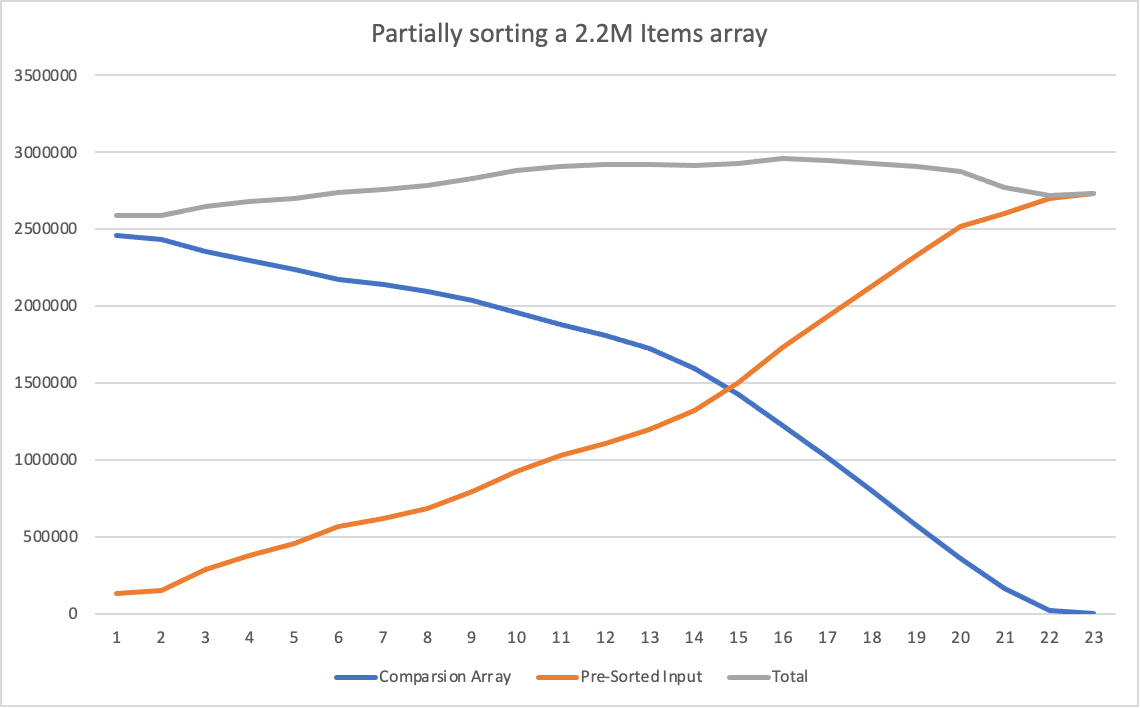 Partially sorting a 2.2M Items array
3500000
3000000
2500000
2000000
1500000
1000000
500000
0
1 2 3 4 5 6 7 8 9 10 11 12 13 14 15 16 17 18 19 20 21 22 23
Comparsion Array Pre-Sorted Input Total